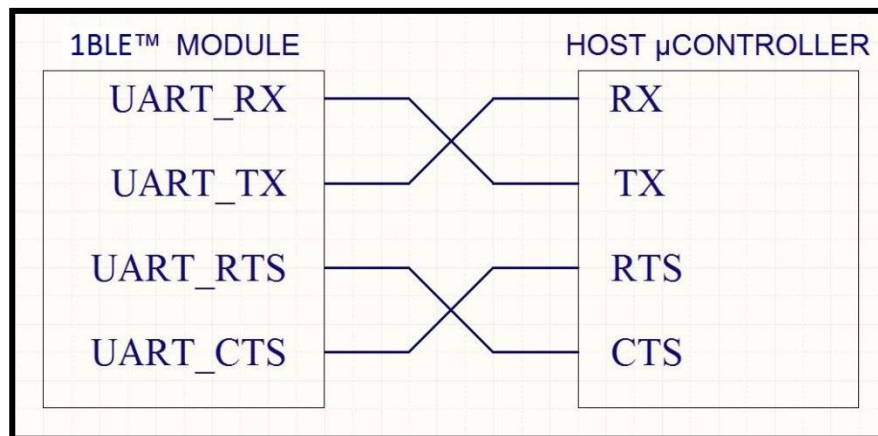 1BLE™ MODULE
HOST µCONTROLLER
UART_RX
RX
UART_TX
TX
UART_RTS
RTS
UART_CTS
CTS